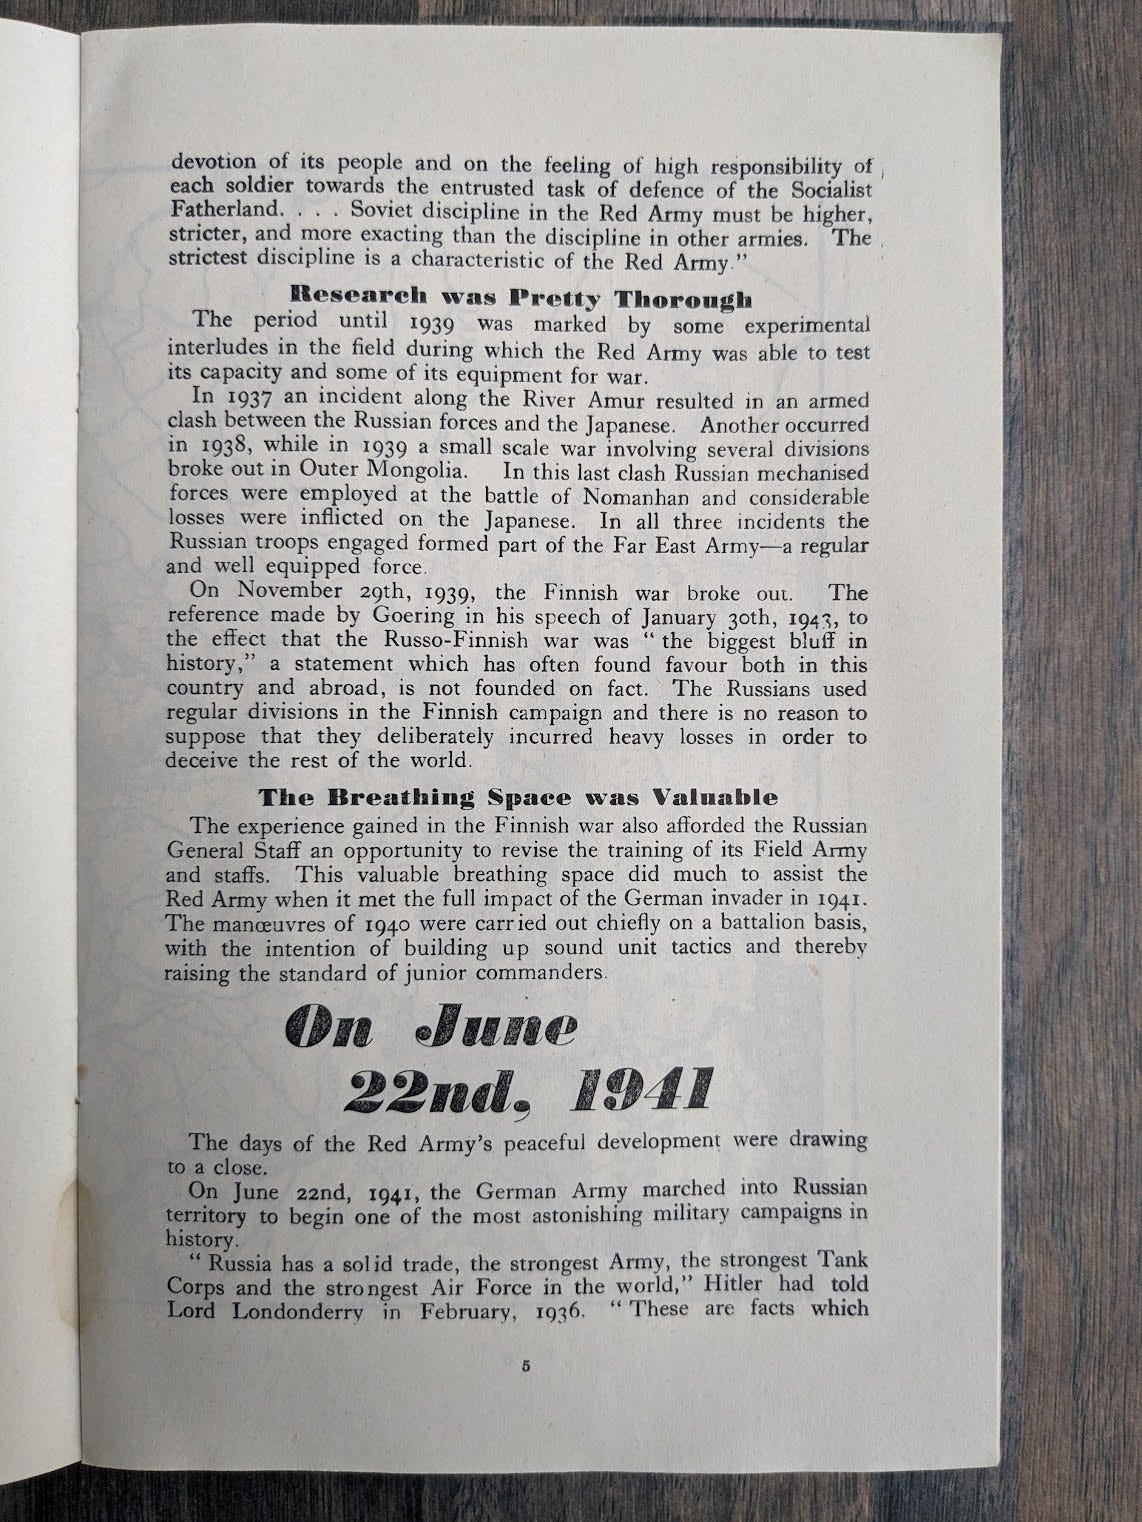 devotion of its people and on the feeling of high responsibility of
each soldier towards the entrusted task of defence of the Socialist
Fatherland. . . . Soviet discipline in the Red Army must be higher,
stricter, and more exacting than the discipline in other armies. The
strictest discipline is a characteristic of the Red Army."
Research was Pretty Thorough
The period until 1939 was marked by some experimental
interludes in the field during which the Red Army was able to test
its capacity and some of its equipment for war.
In 1937 an incident along the River Amur resulted in an armed
clash between the Russian forces and the Japanese. Another occurred
in 1938, while in 1939 a small scale war involving several divisions
broke out in Outer Mongolia. In this last clash Russian mechanised
forces were employed at the battle of Nomanhan and considerable
losses were inflicted on the Japanese. In all three incidents the
Russian troops engaged formed part of the Far East Army—a regular
and well equipped force.
On November 29th, 1939, the Finnish war broke out. The
reference made by Goering in his speech of January 30th, 1943, to
the effect that the Russo-Finnish war was " the biggest bluff in
history," a statement which has often found favour both in this
country and abroad, is not founded on fact. The Russians used
regular divisions in the Finnish campaign and there is no reason to
suppose that they deliberately incurred heavy losses in order to
deceive the rest of the world.
The Breathing Space was Valuable
The experience gained in the Finnish war also afforded the Russian
General Staff an opportunity to revise the training of its Field Army
and staffs. This valuable breathing space did much to assist the
Red Army when it met the full impact of the German invader in 1941.
The manœuvres of 1940 were carried out chiefly on a battalion basis,
with the intention of building up sound unit tactics and thereby
raising the standard of junior commanders.
On June
22nd, 1941
The days of the Red Army's peaceful development were drawing
to a close.
On June 22nd, 1941, the German Army marched into Russian
territory to begin one of the most astonishing military campaigns in
history.
" Russia has a solid trade, the strongest Army, the strongest Tank
Corps and the strongest Air Force in the world," Hitler had told
Lord Londonderry in February, 1936. " These are facts which
5